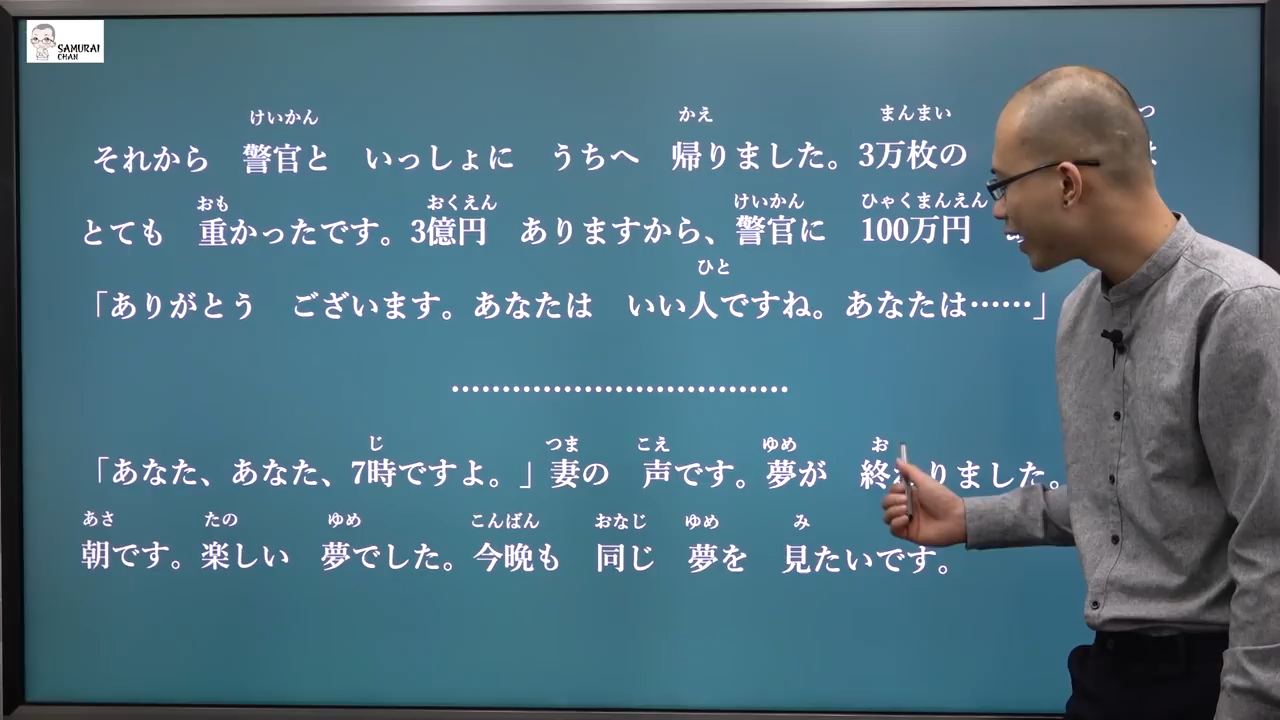 SAMURAI
CHAN
けいかん かえ まんまい つ
それから 警官と いっしょに うちへ 帰りました。3万枚の は
おも おくえん けいかん ひゃくまんえん
とても 重かったです。3億円 ありますから、警官に 100万円
ひと
「ありがとう ございます。あなたは いい人ですね。あなたは……」
……………………………
じ つま こえ ゆめ お
「あなた、あなた、7時ですよ。」妻の 声です。夢が 終わりました。
あさ たの ゆめ こんばん おなじ ゆめ み
朝です。楽しい 夢でした。今晩も 同じ 夢を 見たいです。